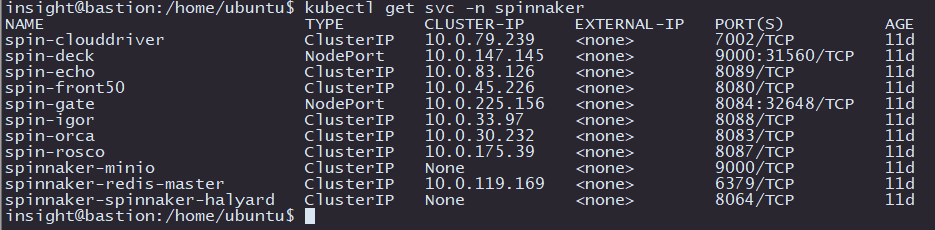 insight@bastion:/home/ubuntu$ kubectl get svc -n spinnaker
NAME TYPE CLUSTER-IP EXTERNAL-IP PORT(S) AGE
spin-clouddriver ClusterIP 10.0.79.239 <none> 7002/TCP 11d
spin-deck NodePort 10.0.147.145 <none> 9000:31560/TCP 11d
spin-echo ClusterIP 10.0.83.126 <none> 8089/TCP 11d
spin-front50 ClusterIP 10.0.45.226 <none> 8080/TCP 11d
spin-gate NodePort 10.0.225.156 <none> 8084:32648/TCP 11d
spin-igor ClusterIP 10.0.33.97 <none> 8088/TCP 11d
spin-orca ClusterIP 10.0.30.232 <none> 8083/TCP 11d
spin-rosco ClusterIP 10.0.175.39 <none> 8087/TCP 11d
spinnaker-minio ClusterIP None <none> 9000/TCP 11d
spinnaker-redis-master ClusterIP 10.0.119.169 <none> 6379/TCP 11d
spinnaker-spinnaker-halyard ClusterIP None <none> 8064/TCP 11d
insight@bastion:/home/ubuntu$